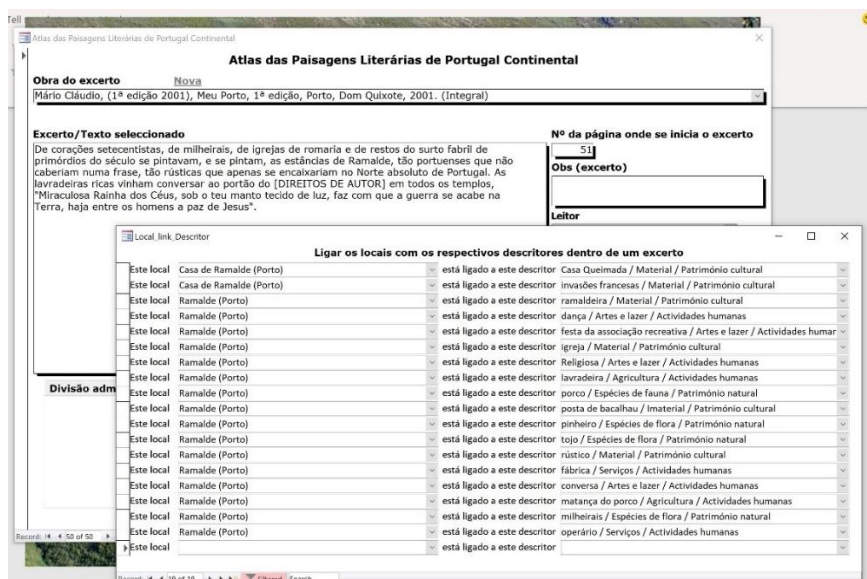 Tell
Atlas das Paisagens Literárias de Portugal Continental
Atlas das Paisagens Literárias de Portugal Continental
Obra do excerto Nova
Mário Cláudio, (1ª edição 2001), Meu Porto, 1ª edição, Porto, Dom Quixote, 2001. (Integral)
Excerto/Texto seleccionado
De corações setecentistas, de milheirais, de igrejas de romaria e de restos do surto fabril de
primórdios do século se pintavam, e se pintam, as estâncias de Ramalde, tão portuenses que não
caberiam numa frase, tão rústicas que apenas se encaixariam no Norte absoluto de Portugal. As
lavradeiras ricas vinham conversar ao portão do [DIREITOS DE AUTOR] em todos os templos,
"Miraculosa Rainha dos Céus, sob o teu manto tecido de luz, faz com que a guerra se acabe na
Terra, haja entre os homens a paz de Jesus".
Nº da página onde se inicia o excerto
51
Obs (excerto)
Leitor
Divisão adm
Record: 50 of 50
Local_link_Descritor
Ligar os locais com os respectivos descritores dentro de um excerto
Este local Casa de Ramalde (Porto) está ligado a este descritor Casa Queimada / Material / Património cultural
Este local Casa de Ramalde (Porto) está ligado a este descritor invasões francesas / Material / Património cultural
Este local Ramalde (Porto) está ligado a este descritor ramaldeira / Material / Património cultural
Este local Ramalde (Porto) está ligado a este descritor dança / Artes e lazer / Actividades humanas
Este local Ramalde (Porto) está ligado a este descritor festa da associação recreativa / Artes e lazer / Actividades humar
Este local Ramalde (Porto) está ligado a este descritor igreja / Material / Património cultural
Este local Ramalde (Porto) está ligado a este descritor Religiosa / Artes e lazer / Actividades humanas
Este local Ramalde (Porto) está ligado a este descritor lavradeira / Agricultura / Actividades humanas
Este local Ramalde (Porto) está ligado a este descritor porco / Espécies de fauna / Património natural
Este local Ramalde (Porto) está ligado a este descritor posta de bacalhau / Imaterial / Património cultural
Este local Ramalde (Porto) está ligado a este descritor pinheiro / Espécies de flora / Património natural
Este local Ramalde (Porto) está ligado a este descritor tojo / Espécies de flora / Património natural
Este local Ramalde (Porto) está ligado a este descritor rústico / Material / Património cultural
Este local Ramalde (Porto) está ligado a este descritor fábrica / Serviços / Actividades humanas
Este local Ramalde (Porto) está ligado a este descritor conversa / Artes e lazer / Actividades humanas
Este local Ramalde (Porto) está ligado a este descritor matança do porco / Agricultura / Actividades humanas
Este local Ramalde (Porto) está ligado a este descritor milheirais / Espécies de flora / Património natural
Este local Ramalde (Porto) está ligado a este descritor operário / Serviços / Actividades humanas
Este local está ligado a este descritor
Record: 19 of 19 Filtered Search